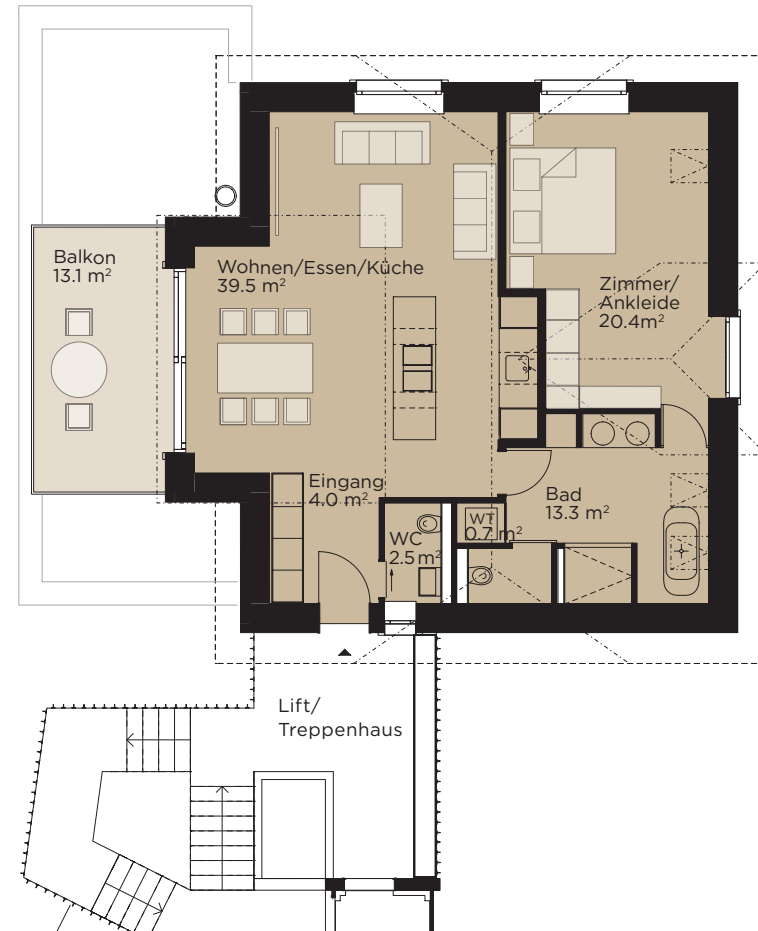 Balkon
13.1 m²
Wohnen/Essen/Küche
39.5 m²
Zimmer/
Ankleide
20.4m²
Eingang
4.0 m²
WC
2.5 m²
WT
0.7 m²
Bad
13.3 m²
Lift/
Treppenhaus